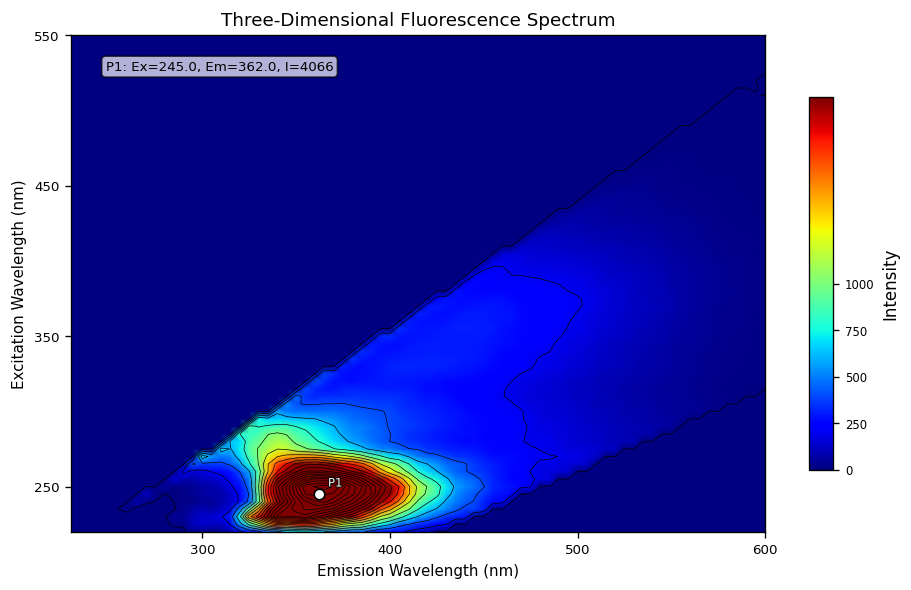 Three-Dimensional Fluorescence Spectrum
P1: Ex=245.0, Em=362.0, I=4066
Excitation Wavelength (nm)
550
450
350
250
P1
300 400 500 600
Emission Wavelength (nm)
1000
750
500
250
0
Intensity